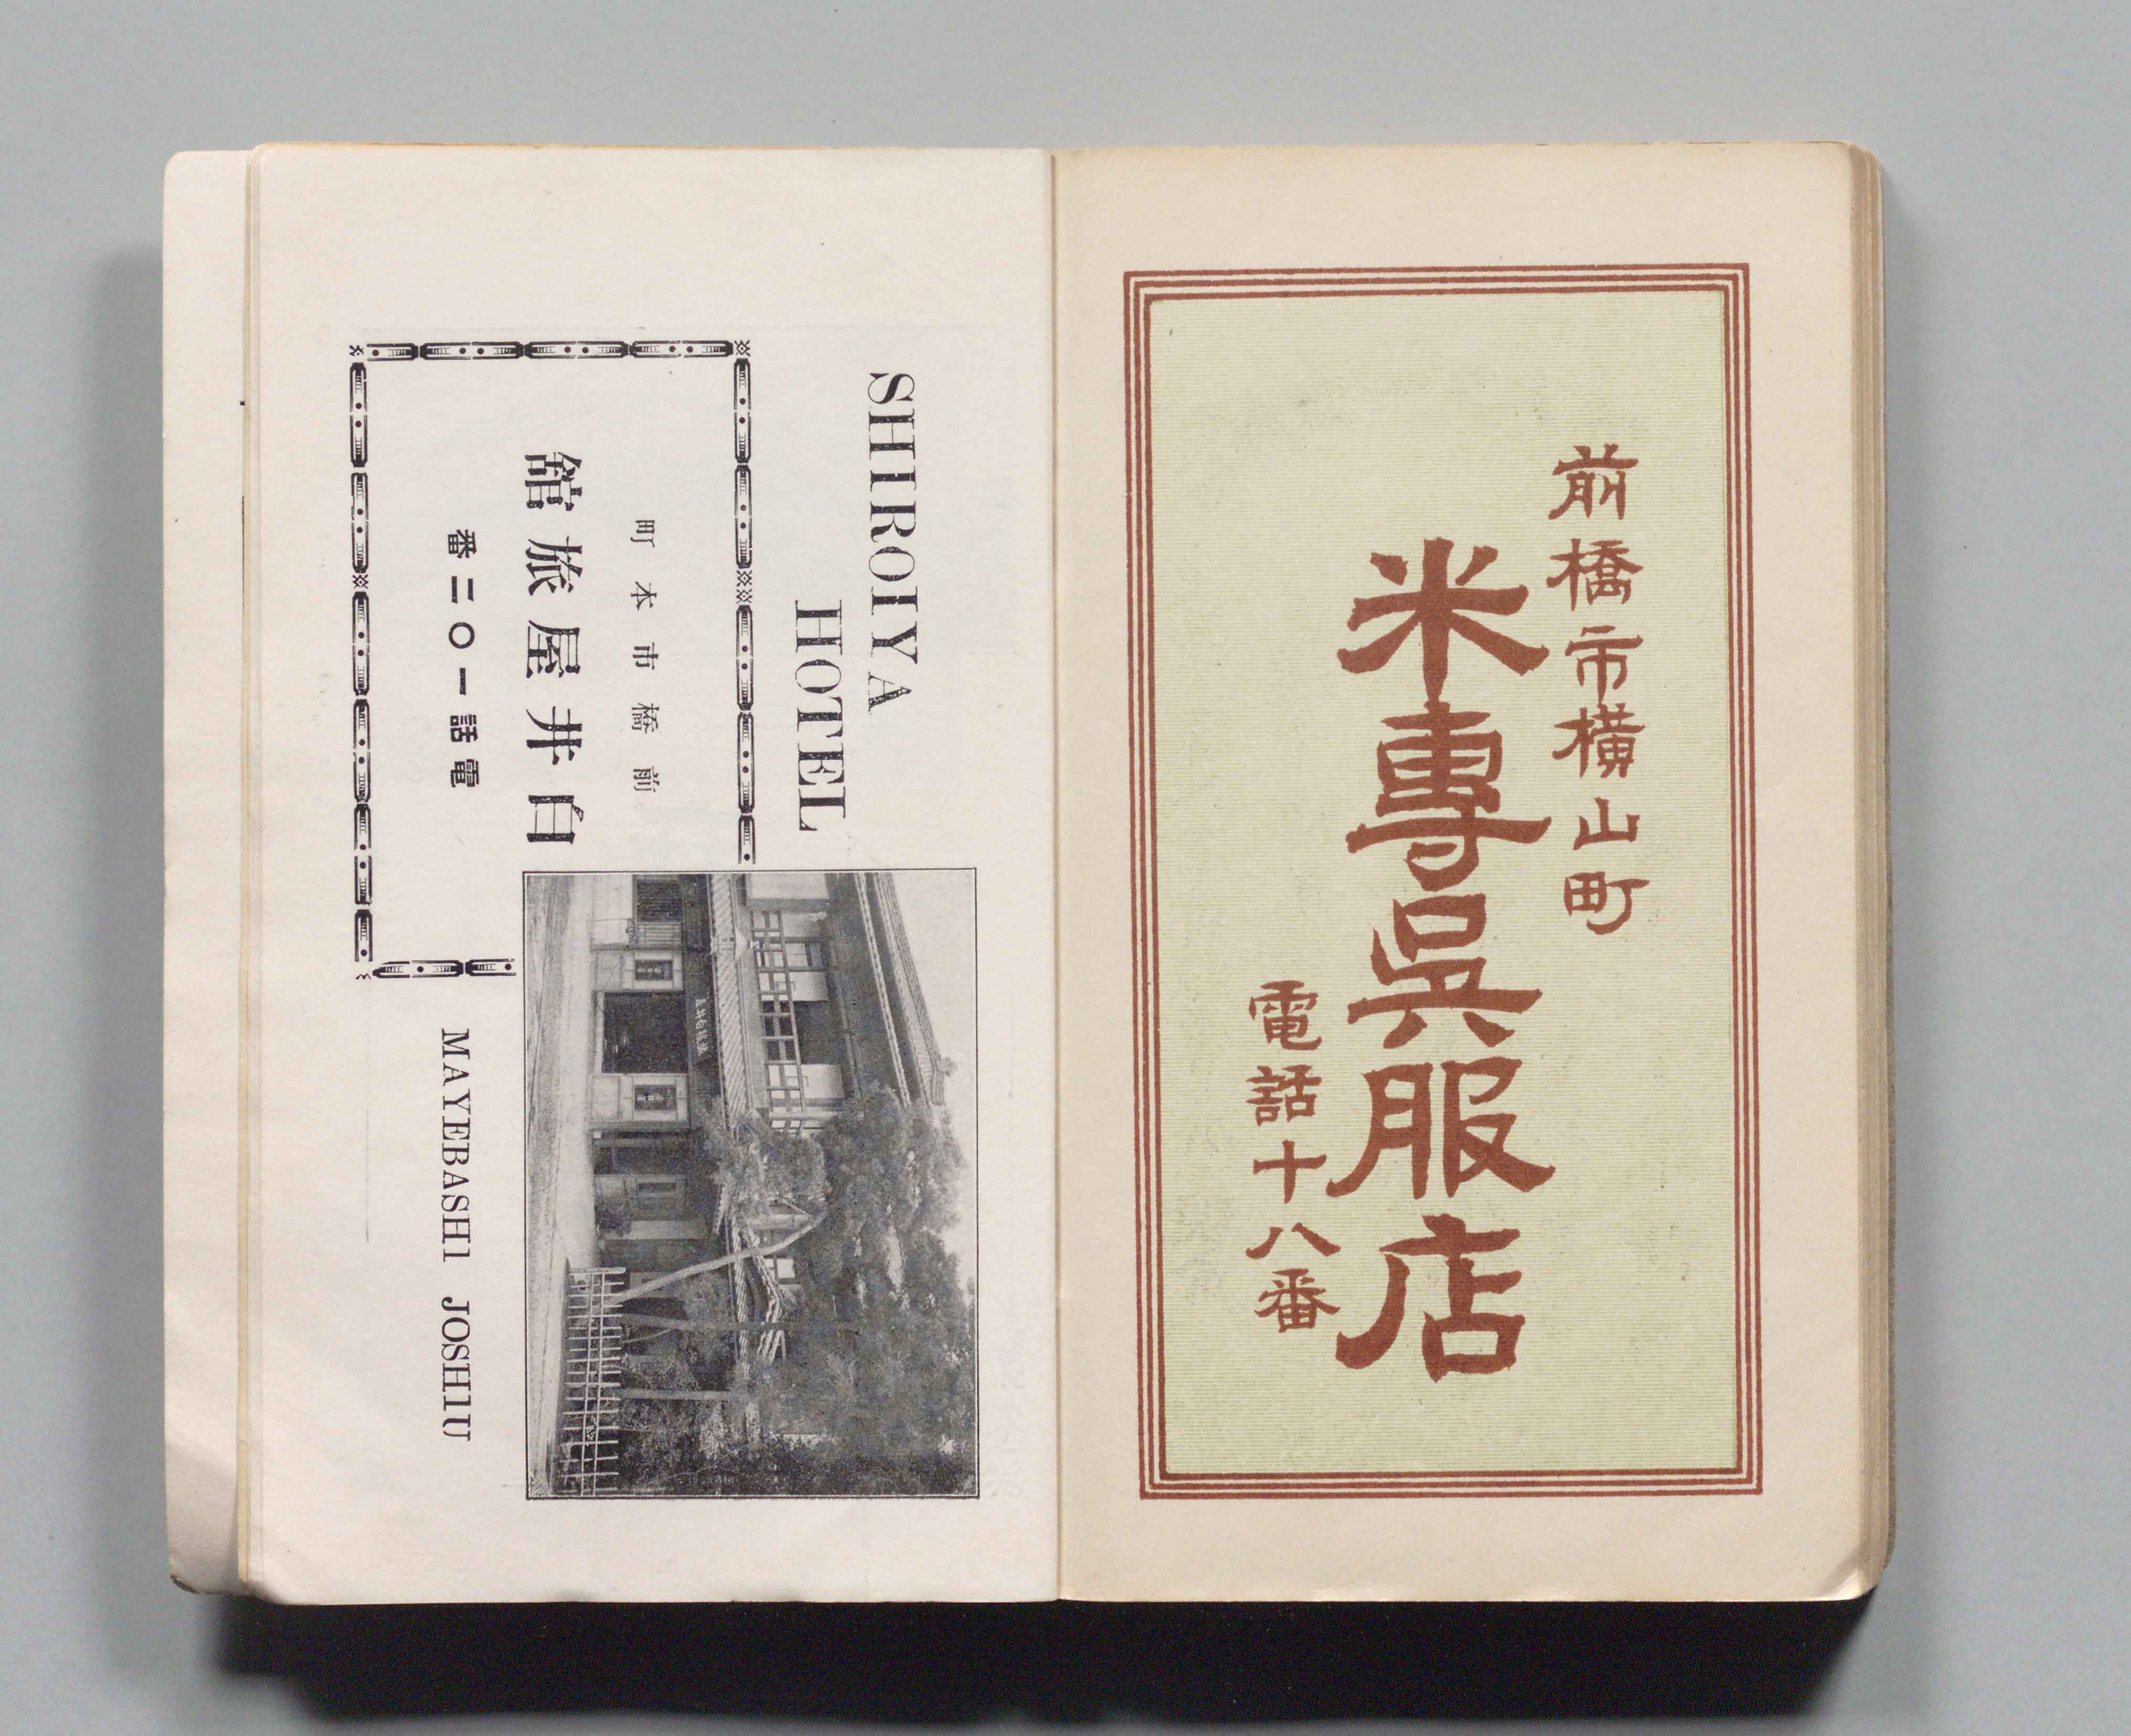 前橋市横山町
米專呉服店
電話十八番
SHIROIYA
HOTEL
前橋市本町
白井屋旅舘
電話一〇二番
MAYEBASHI JOSHIU